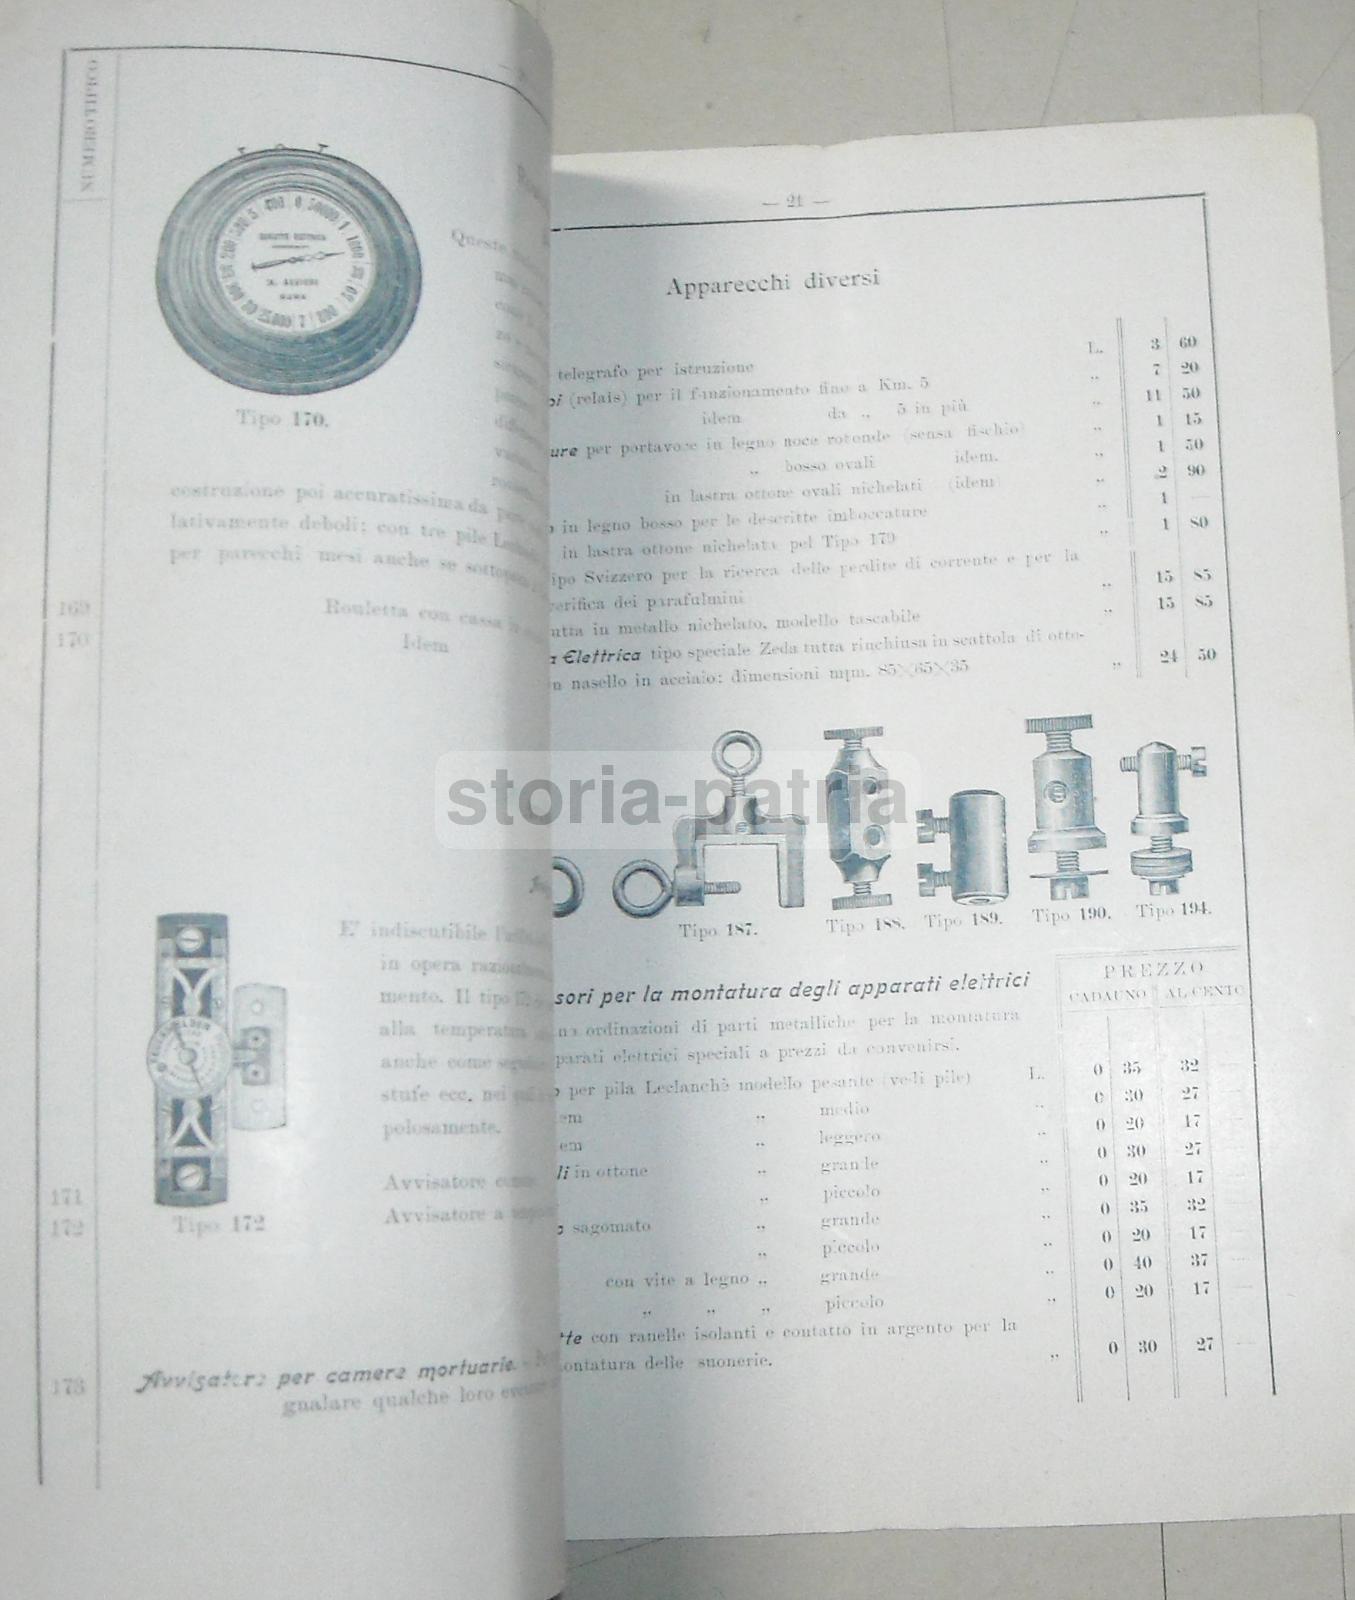 NUMERO TIPICO
Queste
Tipo 170.
costruzione poi accuratissima da
lativamente deboli; con tre pile
per parecchi mesi anche se
169 Rouletta con cassa
170 Idem
E' indiscutibile
in opera
mento. Il tipo
alla temperatura
anche come
stufe ecc. nei
polosamente.
171 Avvisatore
172 Avvisatore a
Tipo 172
173 Avvisatore per camere mortuarie. -
gnalare qualche loro
— 21 —
Apparecchi diversi
telegrafo per istruzione L. 3 60
(relais) per il funzionamento fino a Km. 5 „ 7 20
idem da „ 5 in più „ 11 50
ure per portavoce in legno noce rotonde (sensa fischio) „ 1 15
„ bosso ovali idem. „ 1 50
in lastra ottone ovali nichelati (idem) „ 2 90
in legno bosso per le descritte imboccature „ 1 —
in lastra ottone nichelata pel Tipo 179 „ 1 80
ipo Svizzero per la ricerca delle perdite di corrente e per la
verifica dei parafulmini „ 15 85
utta in metallo nichelato, modello tascabile „ 15 85
a Elettrica tipo speciale Zeda tutta rinchiusa in scattola di otto-
n nasello in acciaio: dimensioni m|m. 85×65×35 „ 24 50
storia-patria
Tipo 187. Tipo 188. Tipo 189. Tipo 190. Tipo 194.
PREZZO
CADAUNO AL CENTO
sori per la montatura degli apparati elettrici
ordinazioni di parti metalliche per la montatura
parati elettrici speciali a prezzi da convenirsi.
per pila Leclanchè modello pesante (vedi pile) L. 0 35 32
em „ medio „ 0 30 27
em „ leggero „ 0 20 17
li in ottone „ grande „ 0 30 27
„ piccolo „ 0 20 17
o sagomato „ grande „ 0 35 32
„ piccolo „ 0 20 17
con vite a legno „ grande „ 0 40 37
„ „ „ piccolo „ 0 20 17
tte con ranelle isolanti e contatto in argento per la
ontatura delle suonerie. „ 0 30 27